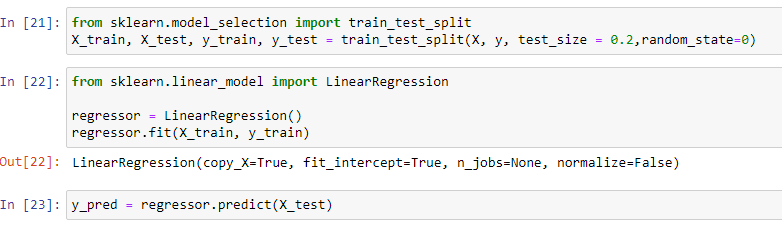 In [21]: from sklearn.model_selection import train_test_split
X_train, X_test, y_train, y_test = train_test_split(X, y, test_size = 0.2,random_state=0)
In [22]: from sklearn.linear_model import LinearRegression
regressor = LinearRegression()
regressor.fit(X_train, y_train)
Out[22]: LinearRegression(copy_X=True, fit_intercept=True, n_jobs=None, normalize=False)
In [23]: y_pred = regressor.predict(X_test)